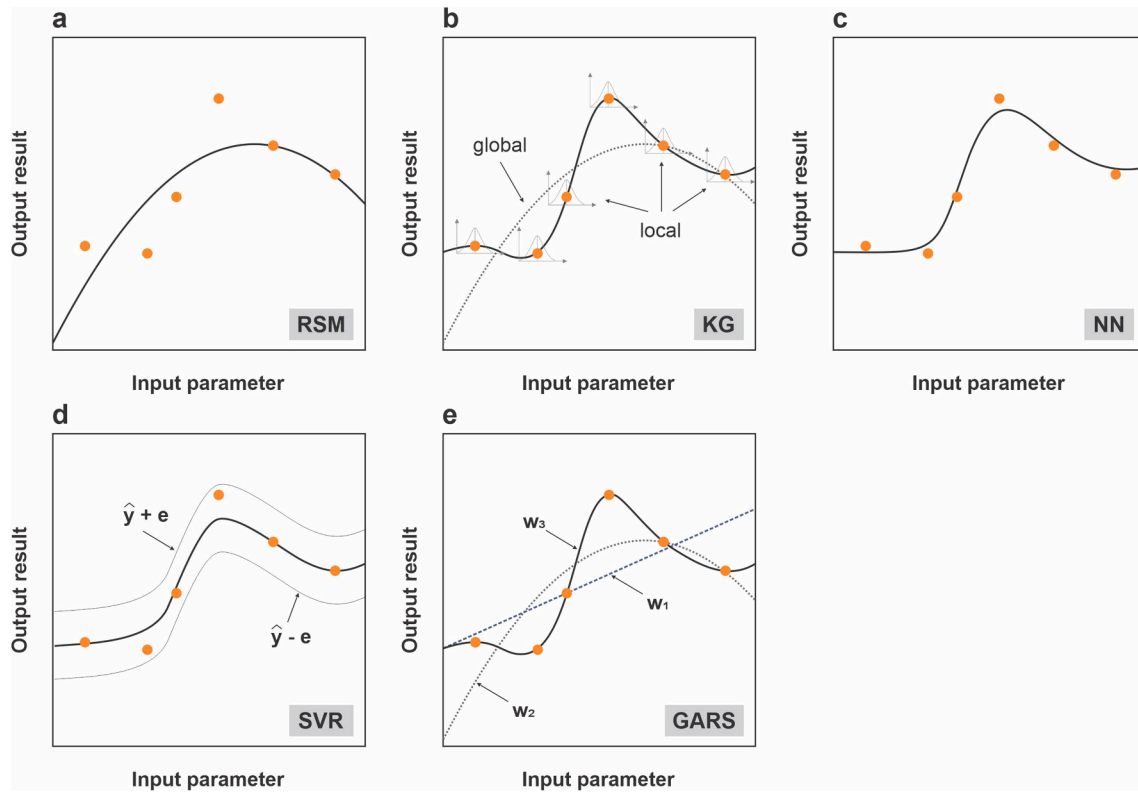 a
Output result
RSM
Input parameter
b
Output result
global
local
KG
Input parameter
c
Output result
NN
Input parameter
d
Output result
ŷ + e
ŷ - e
SVR
Input parameter
e
Output result
w₃
w₁
w₂
GARS
Input parameter